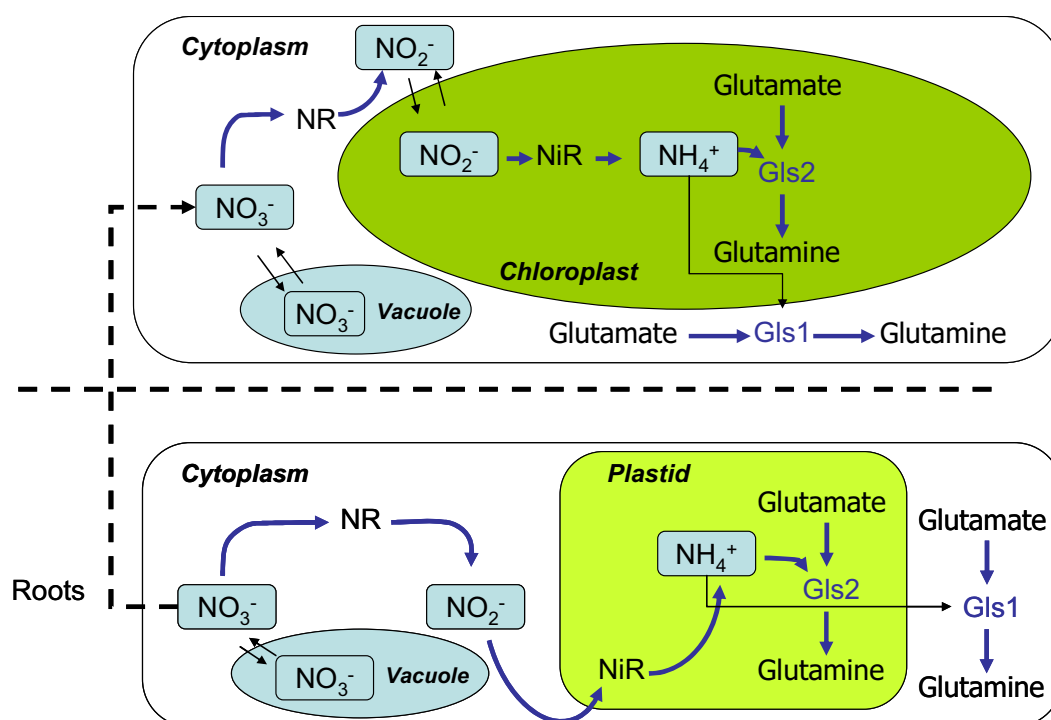 Cytoplasm
NO₂⁻
Glutamate
NR
NO₂⁻
NiR
NH₄⁺
Gls2
NO₃⁻
Glutamine
Chloroplast
NO₃⁻
Vacuole
Glutamate
Gls1
Glutamine
Cytoplasm
Plastid
NR
Glutamate
Glutamate
NH₄⁺
Roots
NO₃⁻
NO₂⁻
Gls2
Gls1
NO₃⁻
Vacuole
NiR
Glutamine
Glutamine